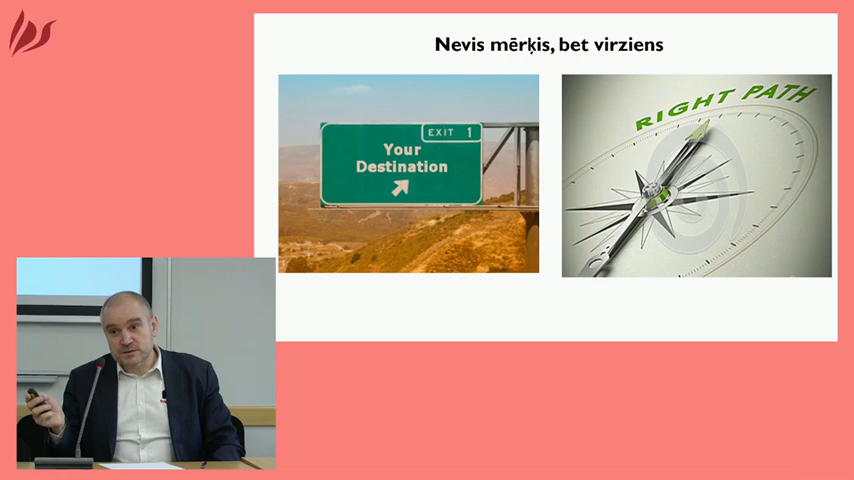 Nevis mērķis, bet virziens
EXIT 1
Your
Destination
RIGHT PATH